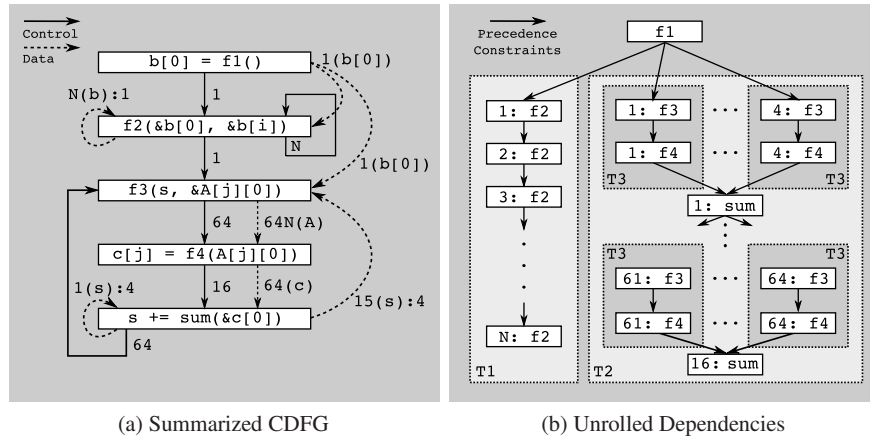 Control
Data
b[0] = f1()
1(b[0])
1
N(b):1
f2(&b[0], &b[i])
N
1
1(b[0])
f3(s, &A[j][0])
64
64N(A)
c[j] = f4(A[j][0])
1(s):4
16
64(c)
15(s):4
s += sum(&c[0])
64
(a) Summarized CDFG
Precedence
Constraints
f1
1: f2
2: f2
3: f2
N: f2
T1
1: f3
... 4: f3
1: f4
... 4: f4
T3
T3
1: sum
T3
T3
61: f3
... 64: f3
61: f4
... 64: f4
16: sum
T2
(b) Unrolled Dependencies